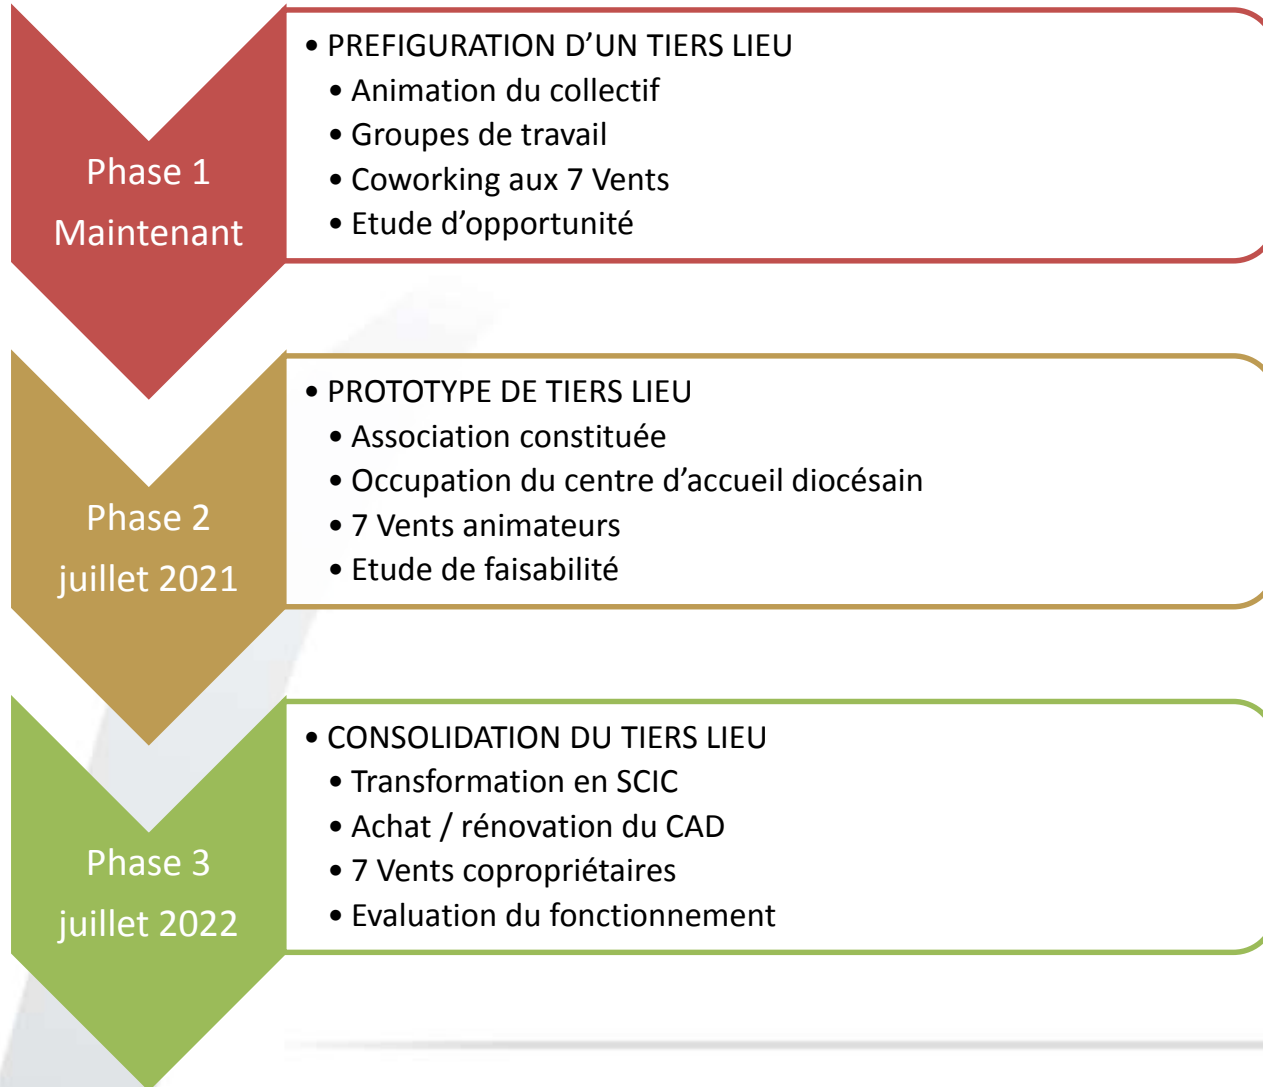 Phase 1
Maintenant
• PREFIGURATION D’UN TIERS LIEU
• Animation du collectif
• Groupes de travail
• Coworking aux 7 Vents
• Etude d’opportunité
Phase 2
juillet 2021
• PROTOTYPE DE TIERS LIEU
• Association constituée
• Occupation du centre d’accueil diocésain
• 7 Vents animateurs
• Etude de faisabilité
Phase 3
juillet 2022
• CONSOLIDATION DU TIERS LIEU
• Transformation en SCIC
• Achat / rénovation du CAD
• 7 Vents copropriétaires
• Evaluation du fonctionnement